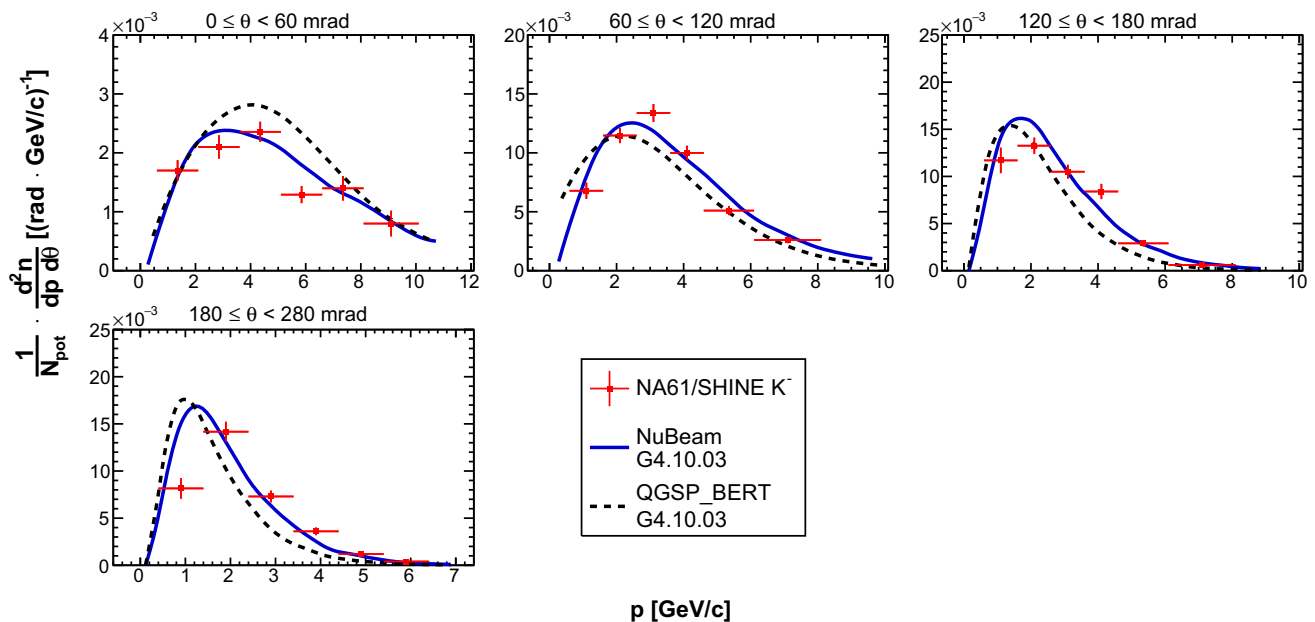 ×10⁻³ 0 ≤ θ < 60 mrad
4
3
2
1
0
0 2 4 6 8 10 12
×10⁻³ 60 ≤ θ < 120 mrad
20
15
10
5
0
0 2 4 6 8 10
×10⁻³ 120 ≤ θ < 180 mrad
25
20
15
10
5
0
0 2 4 6 8 10
1/N_pot · d²n/dp dθ [(rad · GeV/c)⁻¹]
×10⁻³ 180 ≤ θ < 280 mrad
25
20
15
10
5
0
0 1 2 3 4 5 6 7
NA61/SHINE K⁻
NuBeam
G4.10.03
QGSP_BERT
G4.10.03
p [GeV/c]